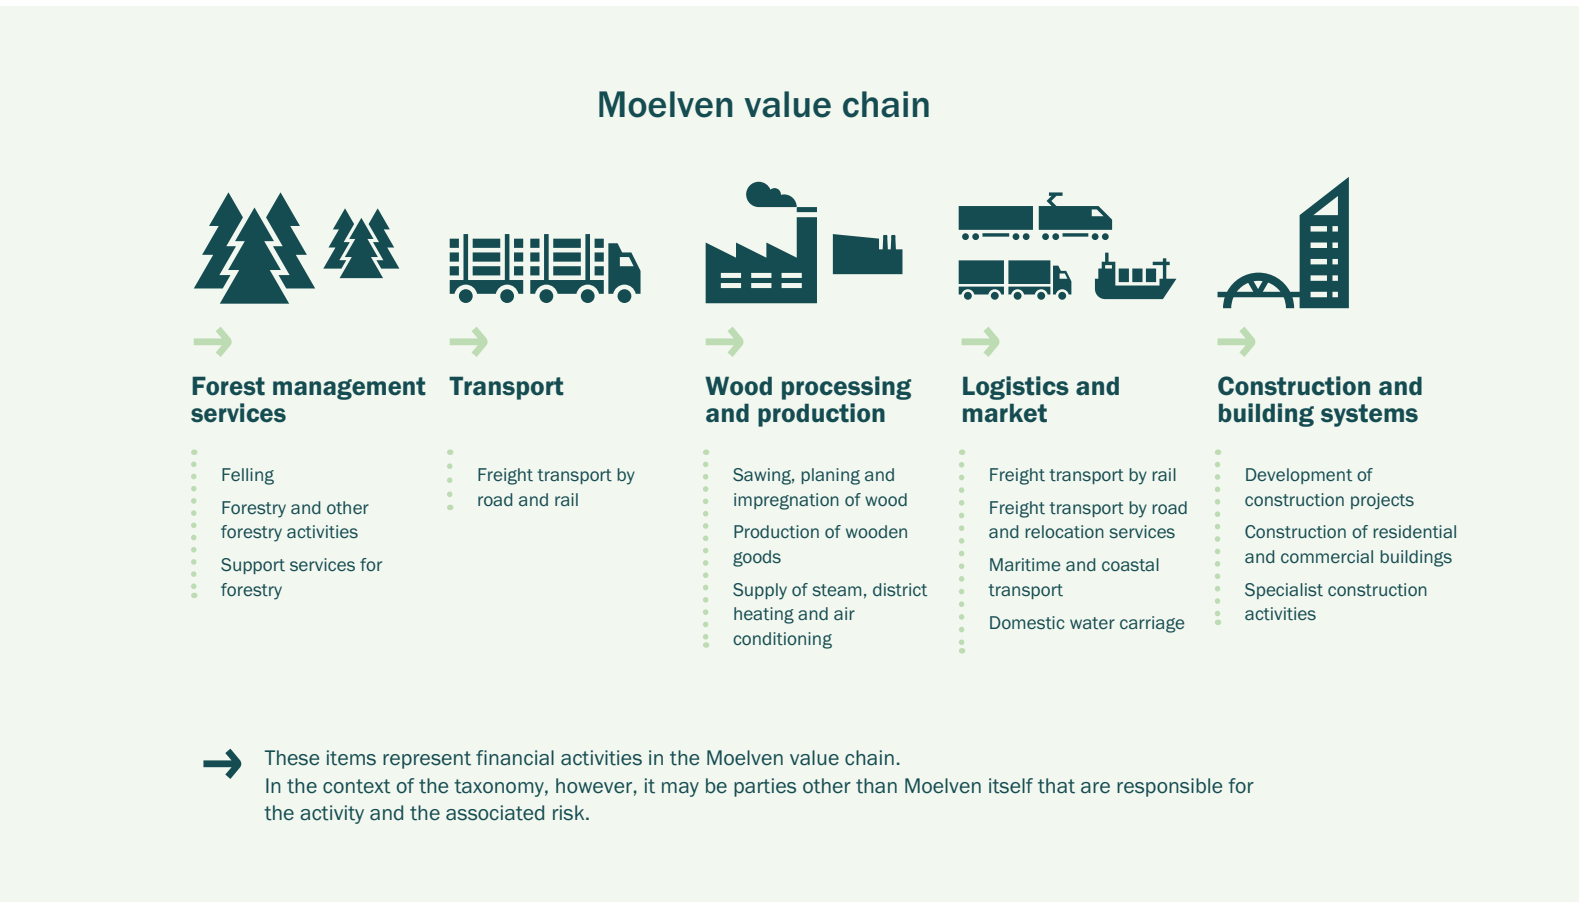 Moelven value chain
Forest management
services
Felling
Forestry and other
forestry activities
Support services for
forestry
Transport
Freight transport by
road and rail
Wood processing
and production
Sawing, planing and
impregnation of wood
Production of wooden
goods
Supply of steam, district
heating and air
conditioning
Logistics and
market
Freight transport by rail
Freight transport by road
and relocation services
Maritime and coastal
transport
Domestic water carriage
Construction and
building systems
Development of
construction projects
Construction of residential
and commercial buildings
Specialist construction
activities
These items represent financial activities in the Moelven value chain.
In the context of the taxonomy, however, it may be parties other than Moelven itself that are responsible for
the activity and the associated risk.